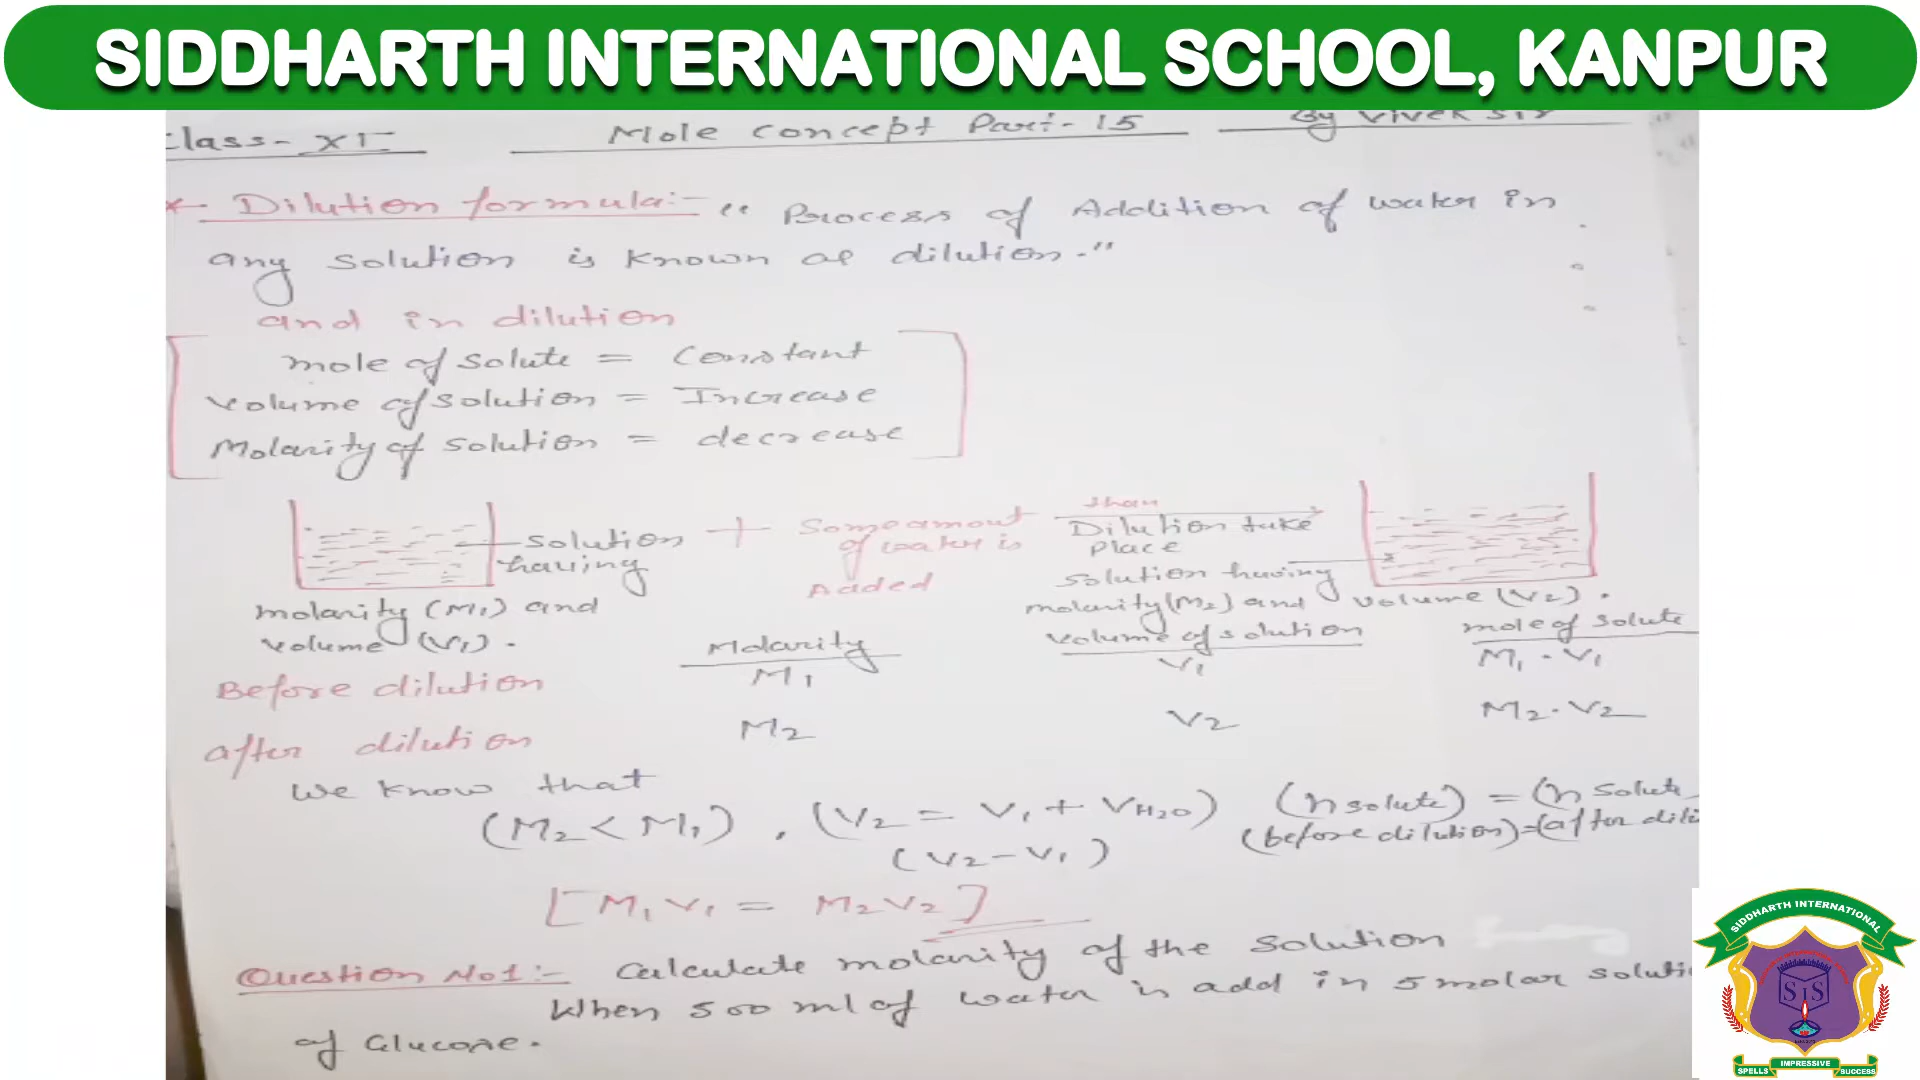 SIDDHARTH INTERNATIONAL SCHOOL, KANPUR
Class- XI Mole Concept Part-15 By Vivek Sir
* Dilution formula:- "Process of Addition of water in
any solution is known as dilution."
and in dilution
mole of solute = Constant
Volume of solution = Increase
Molarity of solution = decrease
solution having + Some amount of water is Added than Dilution take place
molarity (M1) and volume (V1).
solution having molarity (M2) and volume (V2).
Molarity volume of solution mole of solute
Before dilution M1 V1 M1 . V1
after dilution M2 V2 M2 . V2
We know that
(M2 < M1) , (V2 = V1 + VH2O) (n solute) = (n solute
(V2 - V1) (before dilution) = (after dilu
[M1 V1 = M2 V2]
Question No1:- Calculate molarity of the solution
When 500 ml of water is add in 5 molar soluti
of Glucose.
SIDDHARTH INTERNATIONAL
SIS
SPELLS IMPRESSIVE SUCCESS